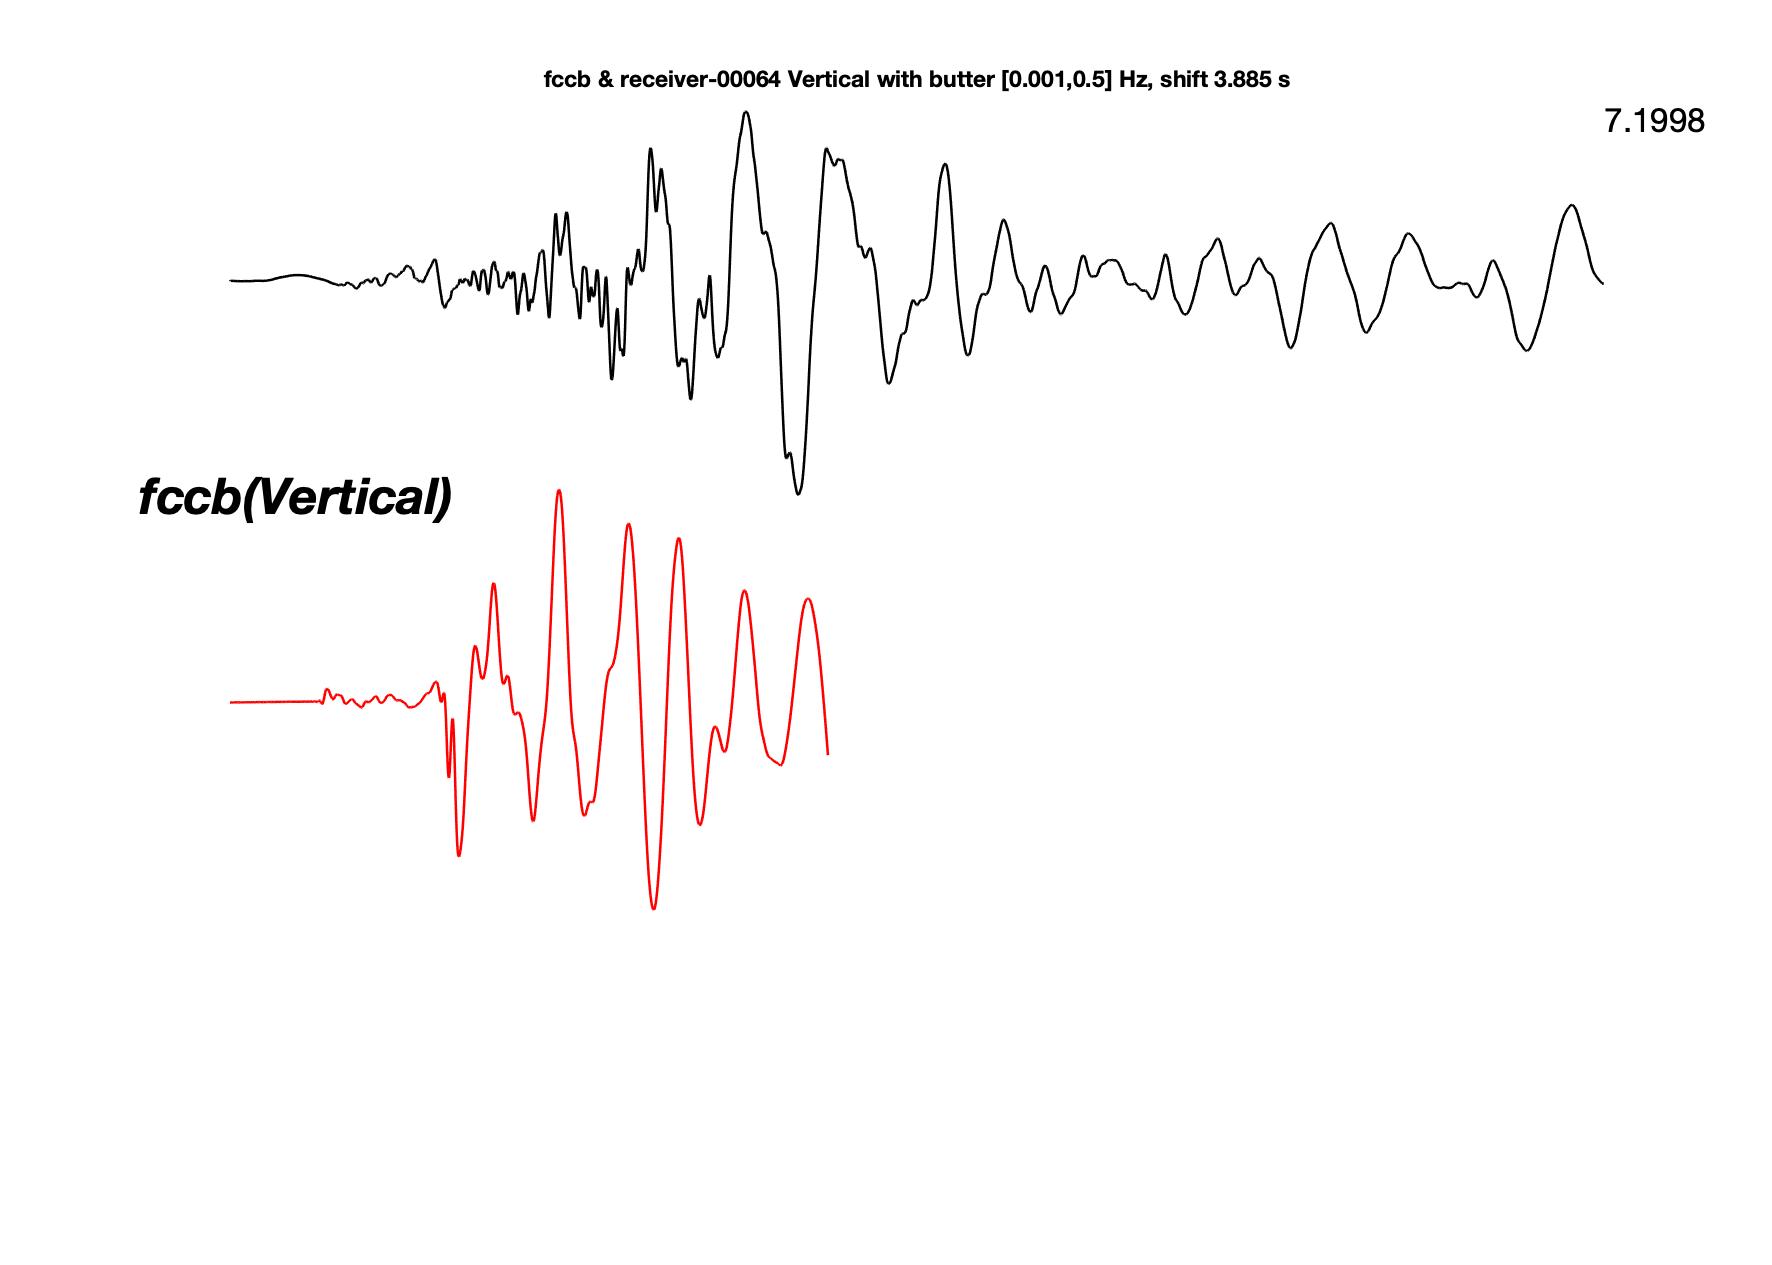 fccb & receiver-00064 Vertical with butter [0.001,0.5] Hz, shift 3.885 s
7.1998
fccb(Vertical)